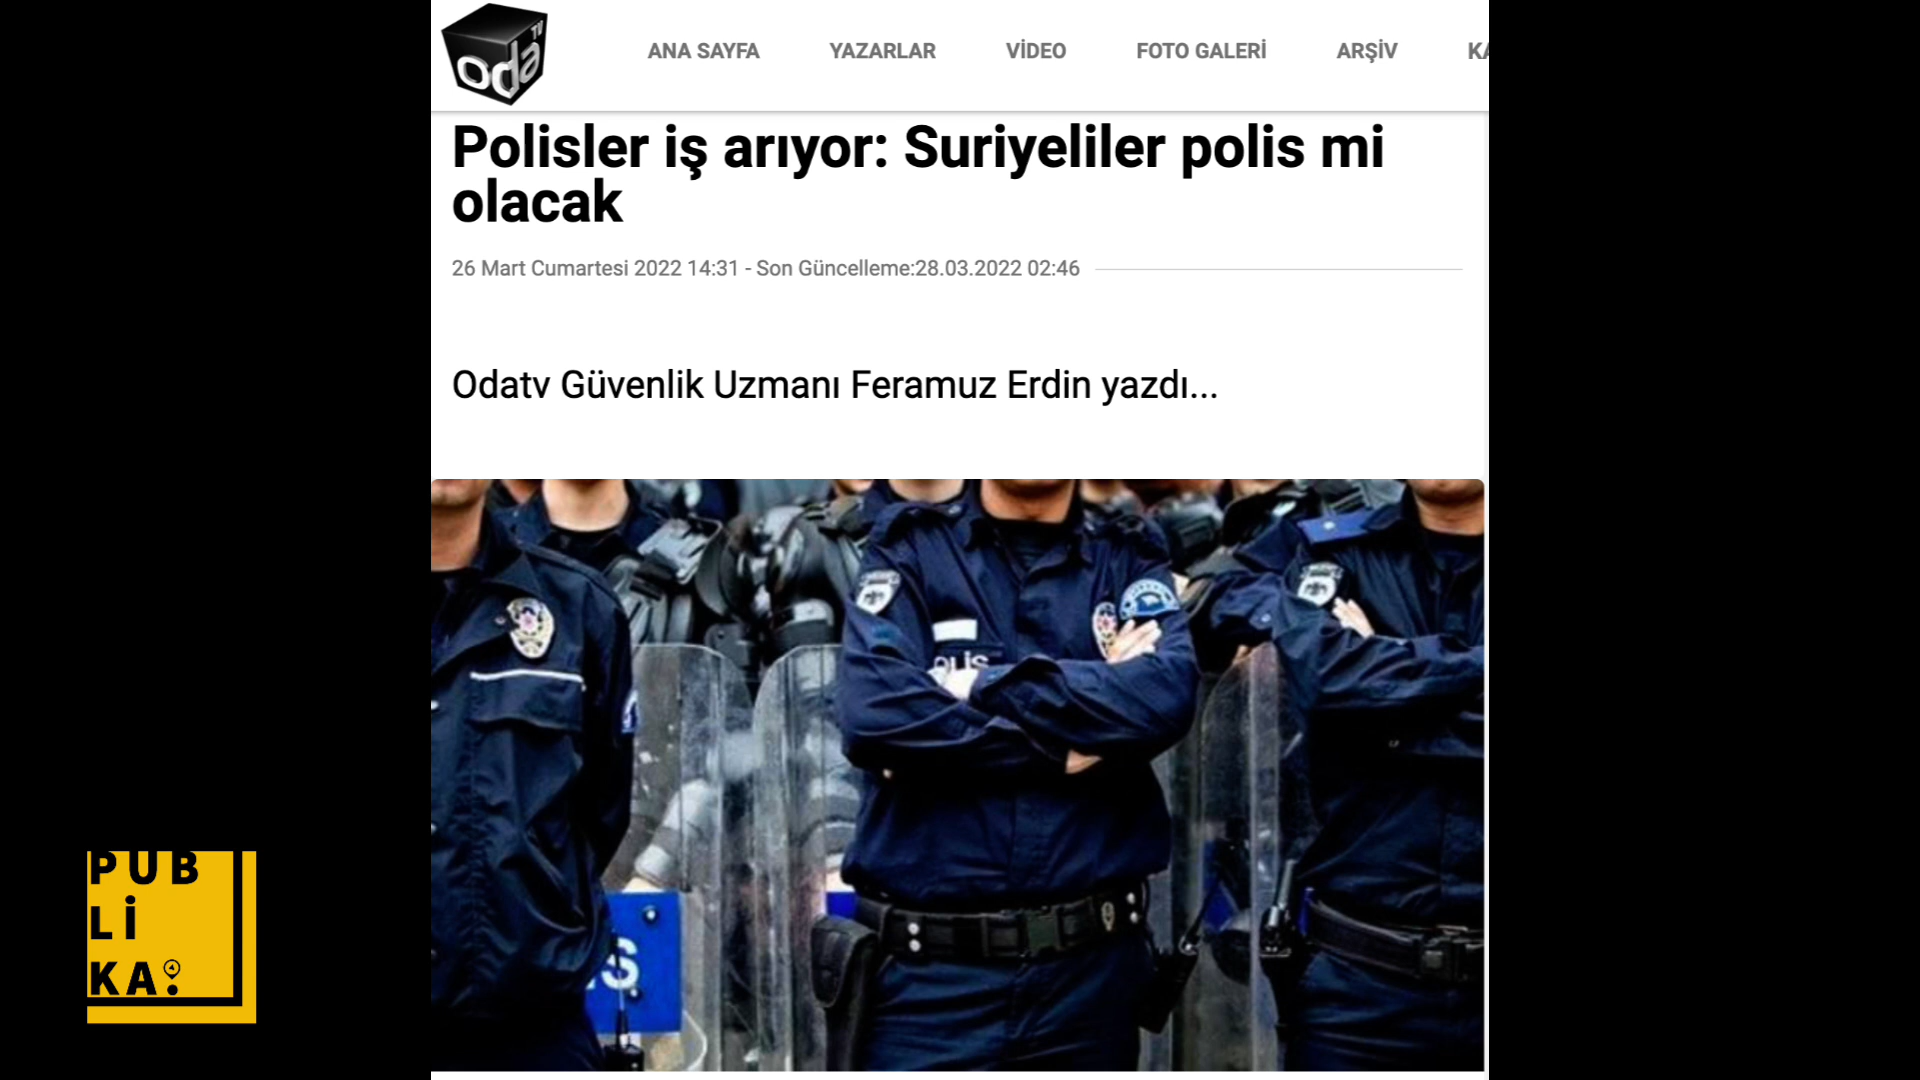 oda TV
ANA SAYFA YAZARLAR VİDEO FOTO GALERİ ARŞİV
Polisler iş arıyor: Suriyeliler polis mi
olacak
26 Mart Cumartesi 2022 14:31 - Son Güncelleme:28.03.2022 02:46
Odatv Güvenlik Uzmanı Feramuz Erdin yazdı...
PUB
Lİ
KA